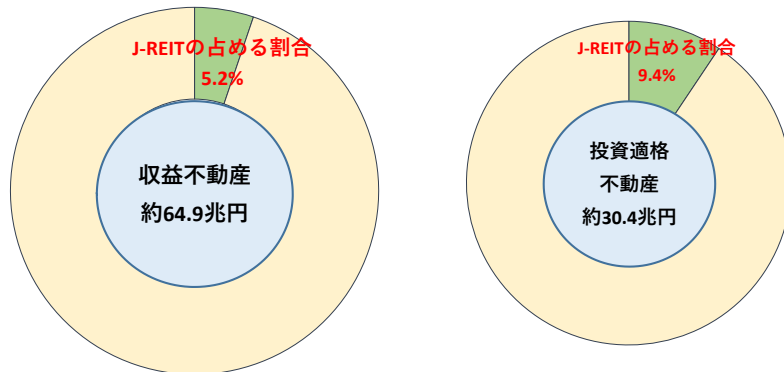 J-REITの占める割合
5.2%
収益不動産
約64.9兆円
J-REITの占める割合
9.4%
投資適格
不動産
約30.4兆円